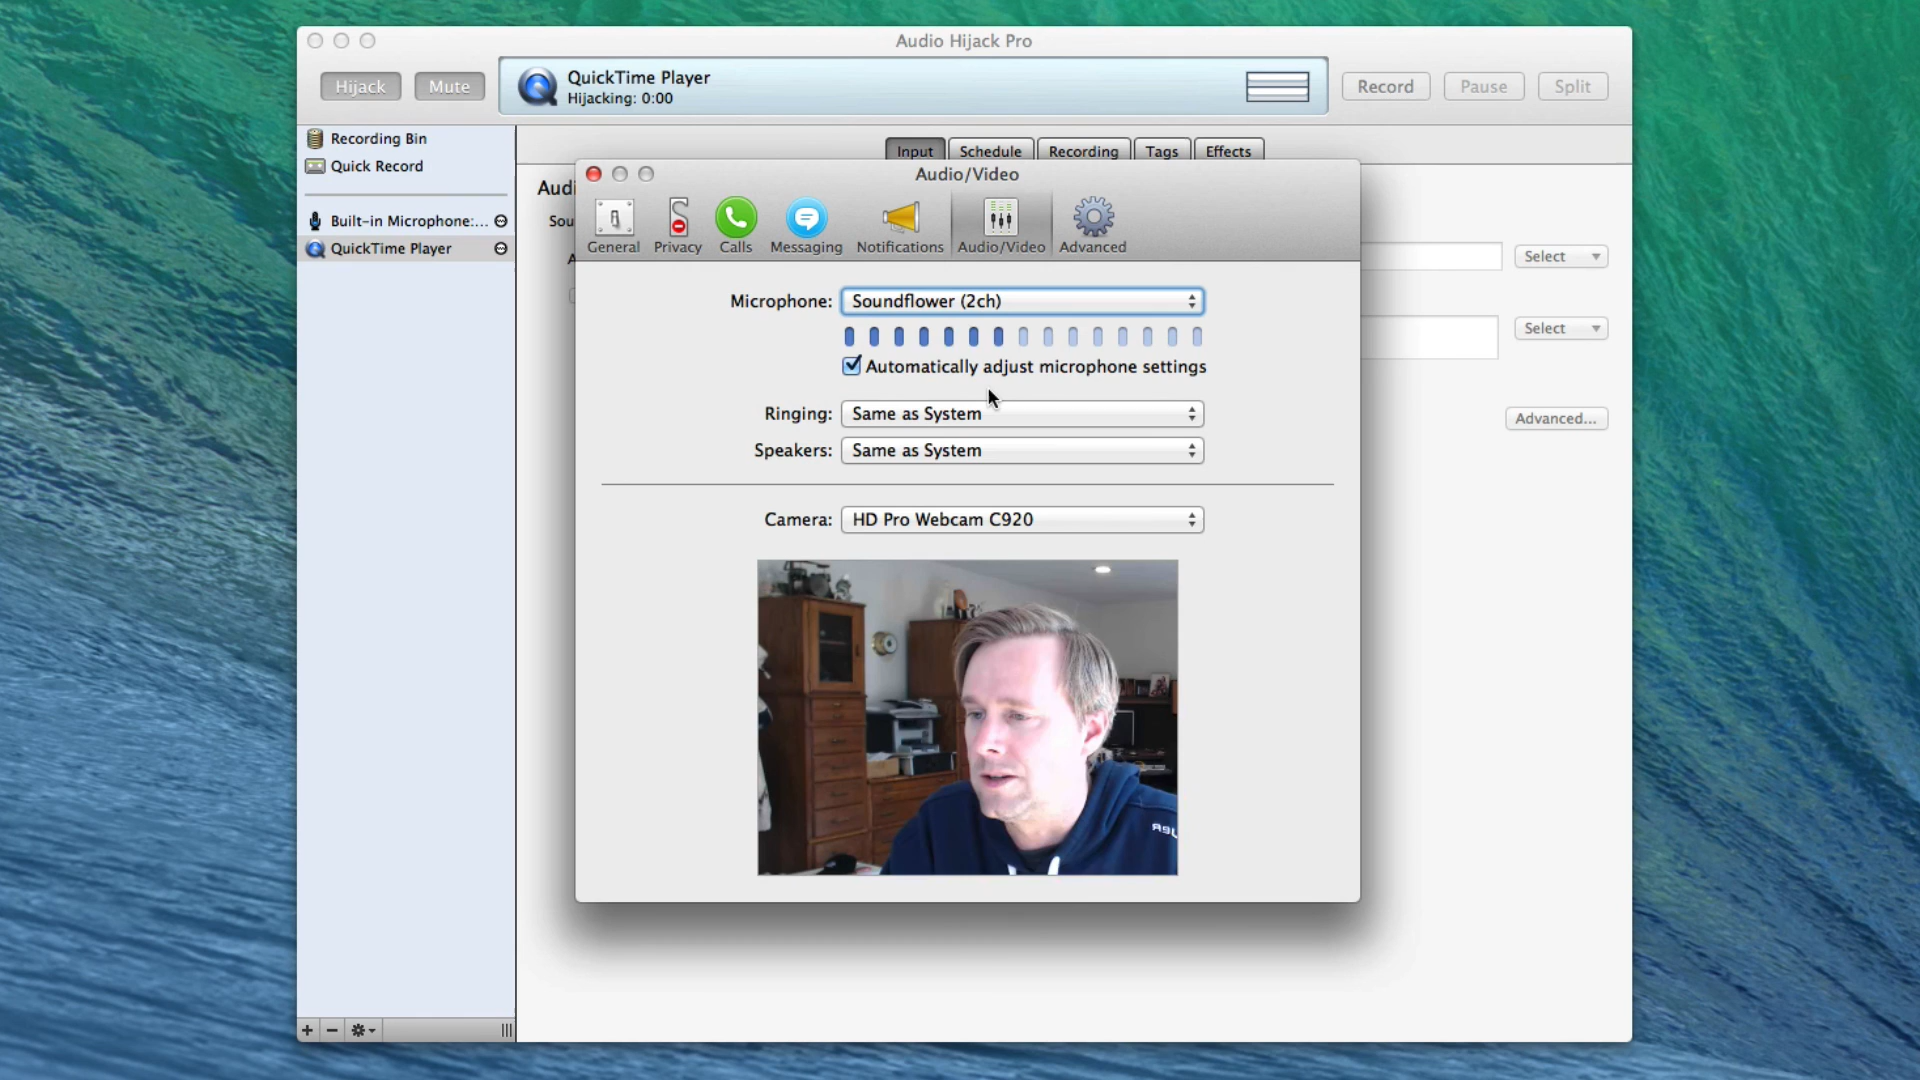 Audio Hijack Pro
Hijack
Mute
QuickTime Player
Hijacking: 0:00
Record
Pause
Split
Recording Bin
Quick Record
Built-in Microphone:...
QuickTime Player
Input
Schedule
Recording
Tags
Effects
Audi
Sou
A
Select
Select
Advanced...
Audio/Video
General
Privacy
Calls
Messaging
Notifications
Audio/Video
Advanced
Microphone: Soundflower (2ch)
Automatically adjust microphone settings
Ringing: Same as System
Speakers: Same as System
Camera: HD Pro Webcam C920